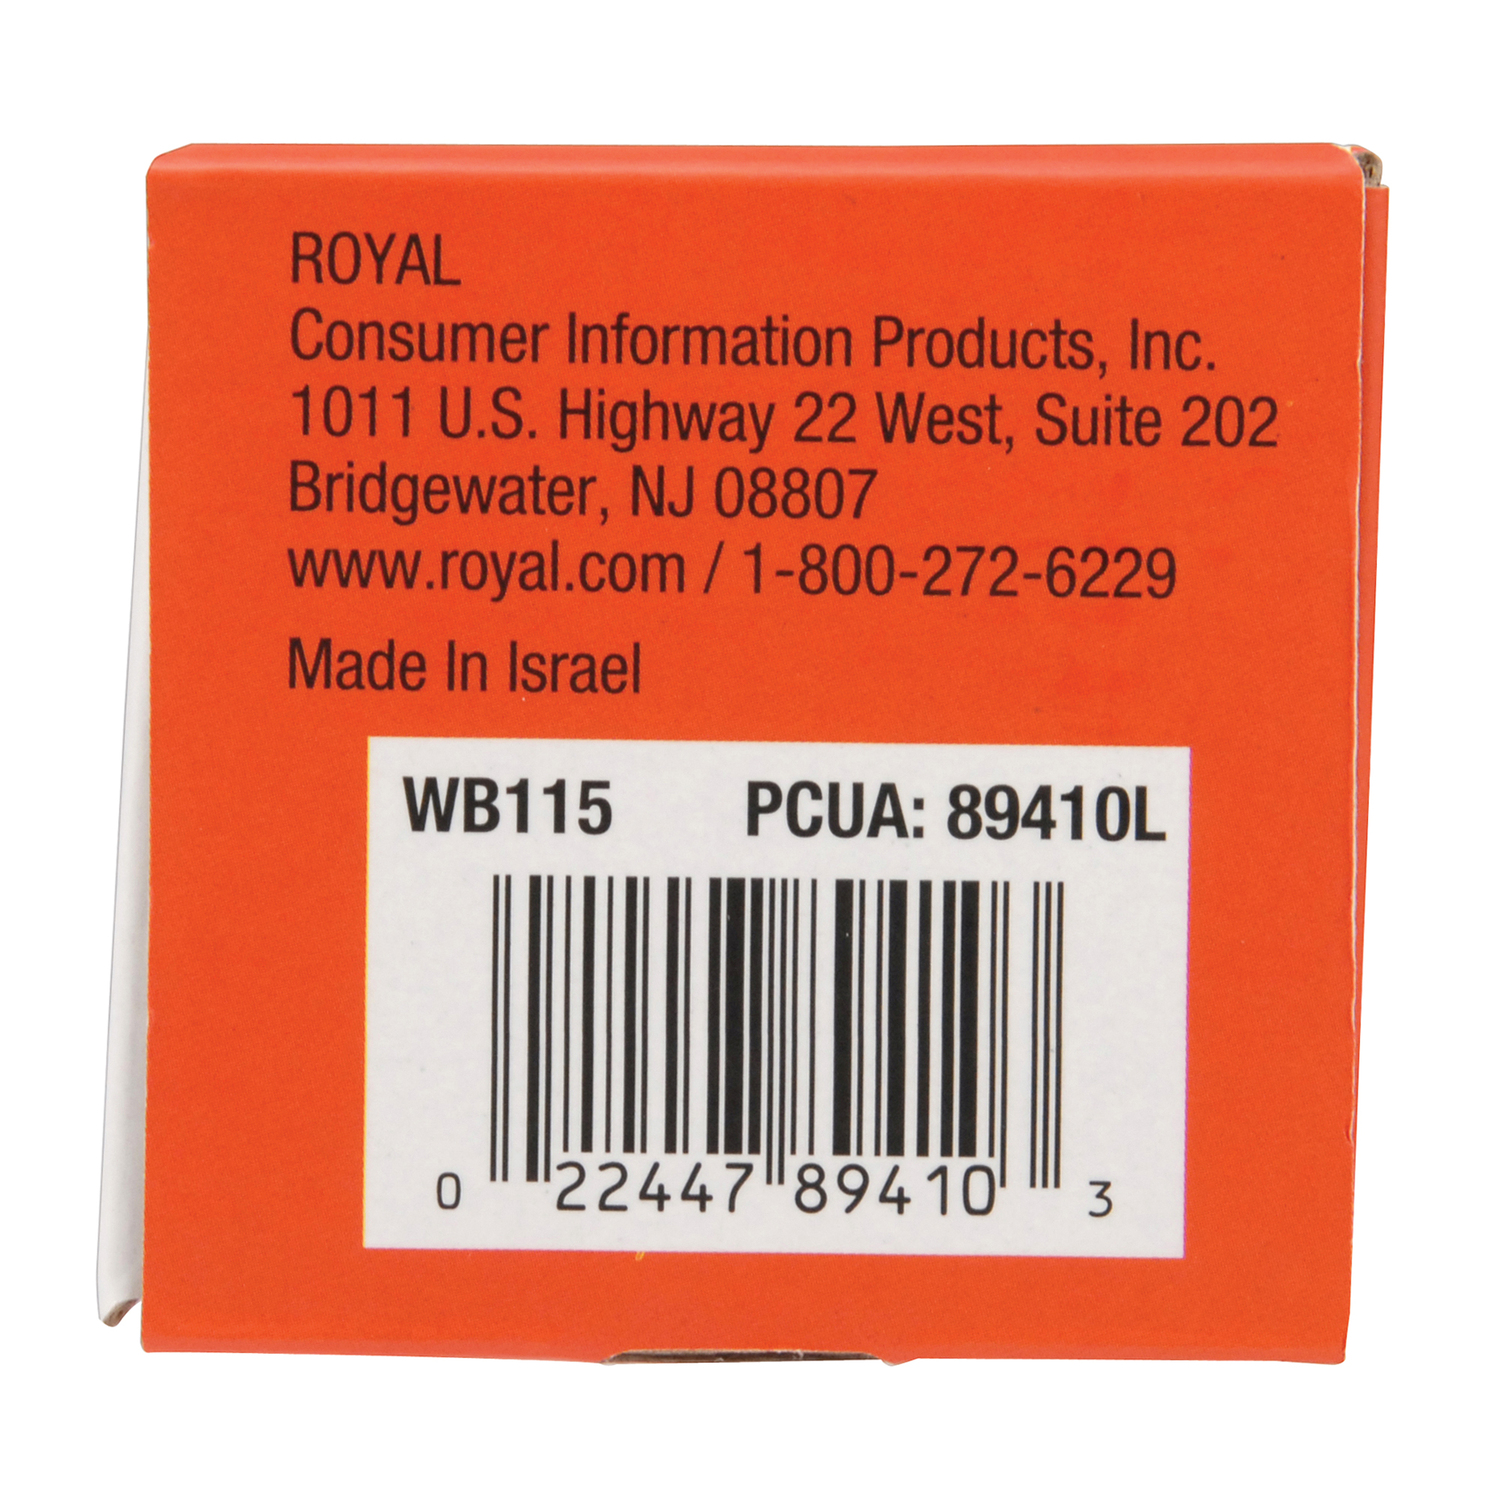 ROYAL
Consumer Information Products, Inc.
1011 U.S. Highway 22 West, Suite 202
Bridgewater, NJ 08807
www.royal.com / 1-800-272-6229
Made In Israel
WB115 PCUA: 89410L
0 22447 89410 3